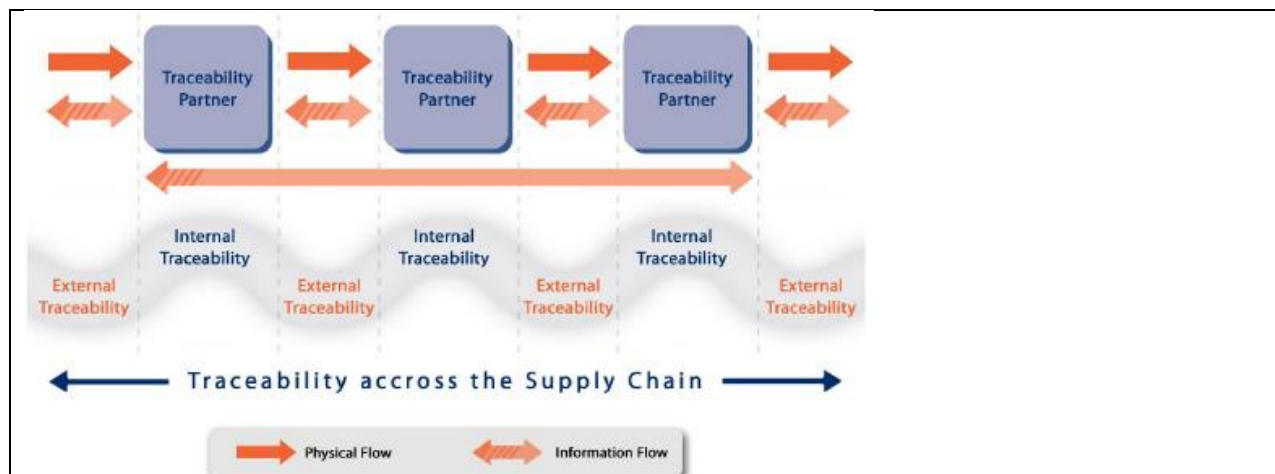 Traceability Partner
Traceability Partner
Traceability Partner
Internal Traceability
Internal Traceability
Internal Traceability
External Traceability
External Traceability
External Traceability
External Traceability
Traceability accross the Supply Chain
Physical Flow
Information Flow